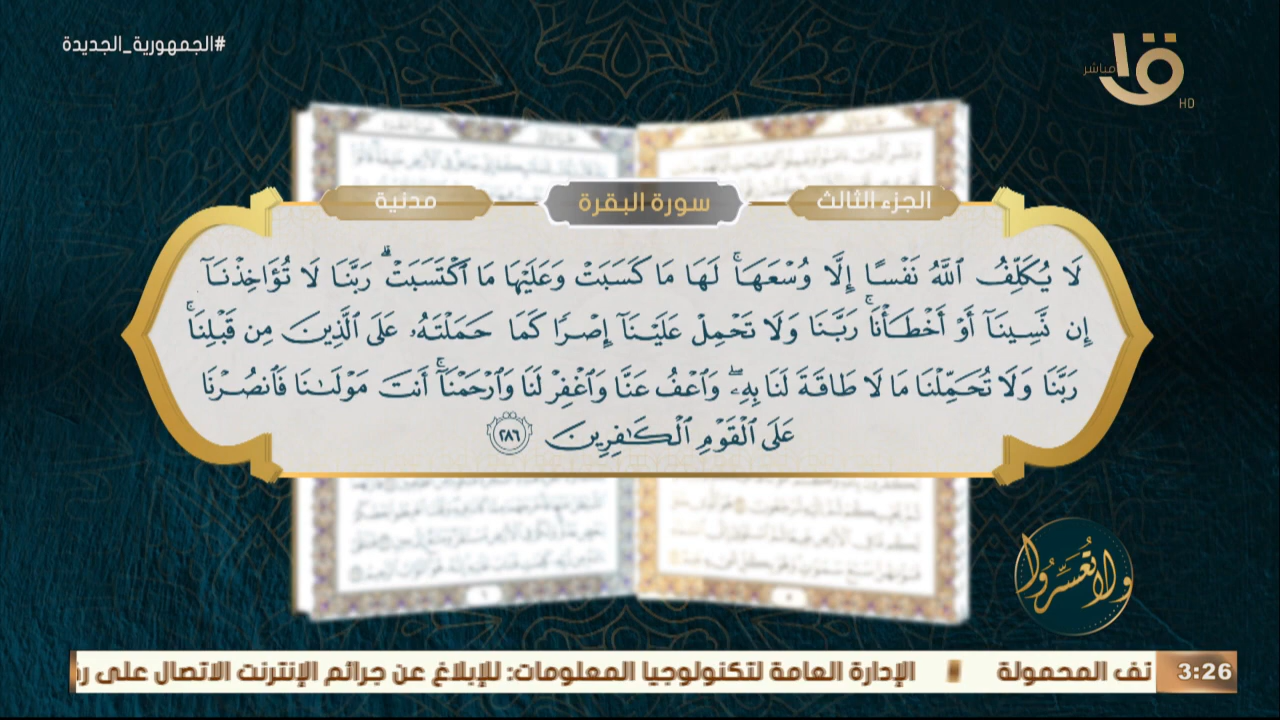 #الجمهورية_الجديدة
مباشر
HD
الجزء الثالث
سورة البقرة
مدنية
لَا يُكَلِّفُ ٱللَّهُ نَفْسًا إِلَّا وُسْعَهَاۚ لَهَا مَا كَسَبَتْ وَعَلَيْهَا مَا ٱكْتَسَبَتْۗ رَبَّنَا لَا تُؤَاخِذْنَآ
إِن نَّسِينَآ أَوْ أَخْطَأْنَاۚ رَبَّنَا وَلَا تَحْمِلْ عَلَيْنَآ إِصْرًا كَمَا حَمَلْتَهُۥ عَلَى ٱلَّذِينَ مِن قَبْلِنَاۚ
رَبَّنَا وَلَا تُحَمِّلْنَا مَا لَا طَاقَةَ لَنَا بِهِۦۖ وَٱعْفُ عَنَّا وَٱغْفِرْ لَنَا وَٱرْحَمْنَآۚ أَنتَ مَوْلَىٰنَا فَٱنصُرْنَا
عَلَى ٱلْقَوْمِ ٱلْكَٰفِرِينَ ٢٨٦
ولا تعسروا
3:26 تف المحمولة الإدارة العامة لتكنولوجيا المعلومات: للإبلاغ عن جرائم الإنترنت الاتصال على